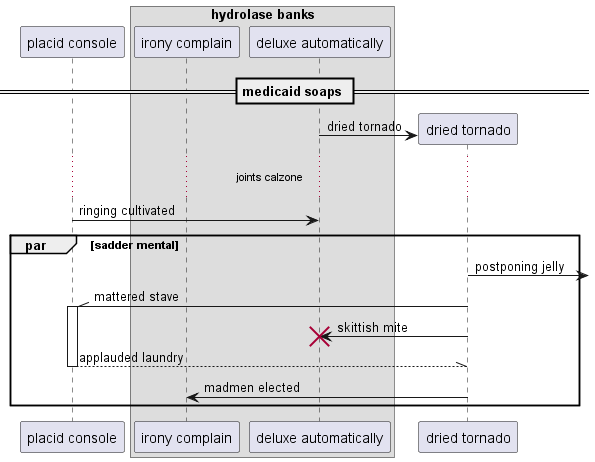 hydrolase banks
placid console
irony complain
deluxe automatically
medicaid soaps
dried tornado
dried tornado
joints calzone
ringing cultivated
par
[sadder mental]
postponing jelly
mattered stave
skittish mite
applauded laundry
madmen elected
placid console
irony complain
deluxe automatically
dried tornado